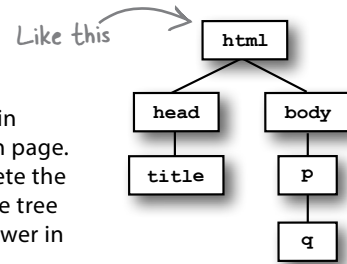 Like this
html
head
body
in
page.
title
p
ete the
e tree
wer in
q